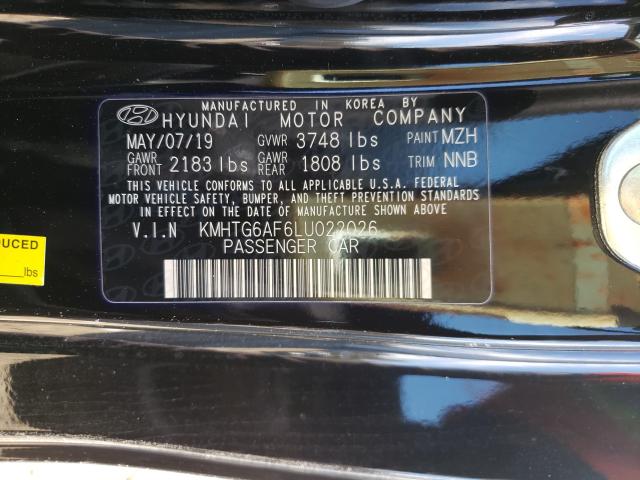 MANUFACTURED IN KOREA BY
HYUNDAI MOTOR COMPANY
MAY/07/19 GVWR 3748 lbs PAINT MZH
GAWR FRONT 2183 lbs GAWR REAR 1808 lbs TRIM NNB
THIS VEHICLE CONFORMS TO ALL APPLICABLE U.S.A. FEDERAL
MOTOR VEHICLE SAFETY, BUMPER, AND THEFT PREVENTION STANDARDS
IN EFFECT ON THE DATE OF MANUFACTURE SHOWN ABOVE.
V.I.N KMHTG6AF6LU022026
PASSENGER CAR
lbs